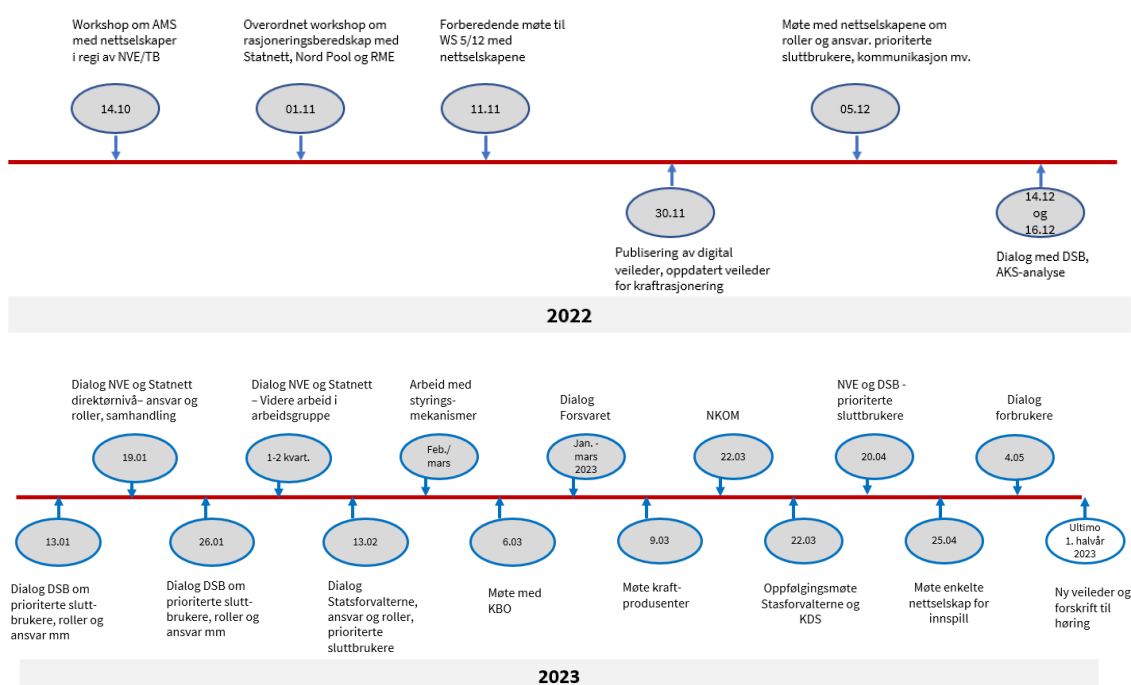 Workshop om AMS
med nettselskaper
i regi av NVE/TB
14.10
Overordnet workshop om
rasjoneringsberedskap med
Statnett, Nord Pool og RME
01.11
Forberedende møte til
WS 5/12 med
nettselskapene
11.11
30.11
Publisering av digital
veileder, oppdatert veileder
for kraftrasjonering
Møte med nettselskapene om
roller og ansvar. prioriterte
sluttbrukere, kommunikasjon mv.
05.12
14.12
og
16.12
Dialog med DSB,
AKS-analyse
2022
13.01
Dialog DSB om
prioriterte slutt-
brukere, roller og
ansvar mm
Dialog NVE og Statnett
direktørnivå– ansvar og
roller, samhandling
19.01
26.01
Dialog DSB om
prioriterte slutt-
brukere, roller og
ansvar mm
Dialog NVE og Statnett
– Videre arbeid i
arbeidsgruppe
1-2 kvart.
13.02
Dialog
Statsforvalterne,
ansvar og roller,
prioriterte
sluttbrukere
Arbeid med
styrings-
mekanismer
Feb./
mars
6.03
Møte med
KBO
Dialog
Forsvaret
Jan. -
mars
2023
9.03
Møte kraft-
produsenter
NKOM
22.03
22.03
Oppfølgingsmøte
Stasforvalterne og
KDS
NVE og DSB -
prioriterte
sluttbrukere
20.04
25.04
Møte enkelte
nettselskap for
innspill
Dialog
forbrukere
4.05
Ultimo
1. halvår
2023
Ny veileder og
forskrift til
høring
2023